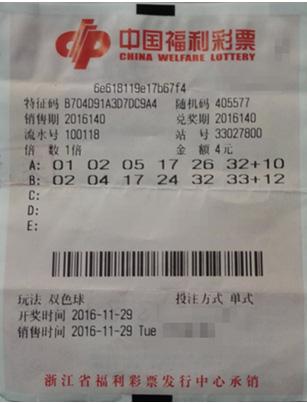 中国福利彩票
CHINA WELFARE LOTTERY
6e618119e17b67f4
特征码 B704D91A3D7DC9A4 随机码 405577
销售期 2016140 兑奖期 2016140
流水号 100118 站 号 33027800
倍 数 1倍 金 额 4元
A: 01 02 05 17 26 32+10
B: 02 04 17 24 32 33+12
C:
D:
E:
玩法 双色球 投注方式 单式
开奖时间 2016-11-29
销售时间 2016-11-29 Tue
浙江省福利彩票发行中心承销